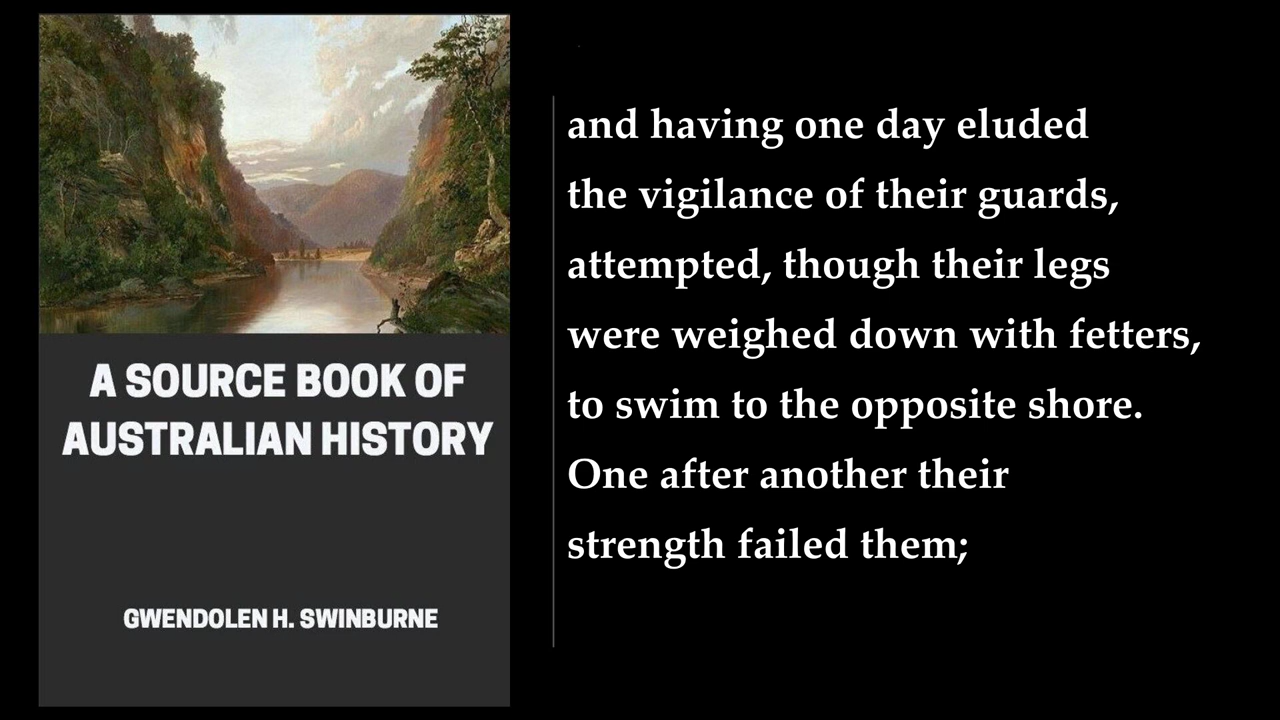 A SOURCE BOOK OF
AUSTRALIAN HISTORY
GWENDOLEN H. SWINBURNE
and having one day eluded
the vigilance of their guards,
attempted, though their legs
were weighed down with fetters,
to swim to the opposite shore.
One after another their
strength failed them;